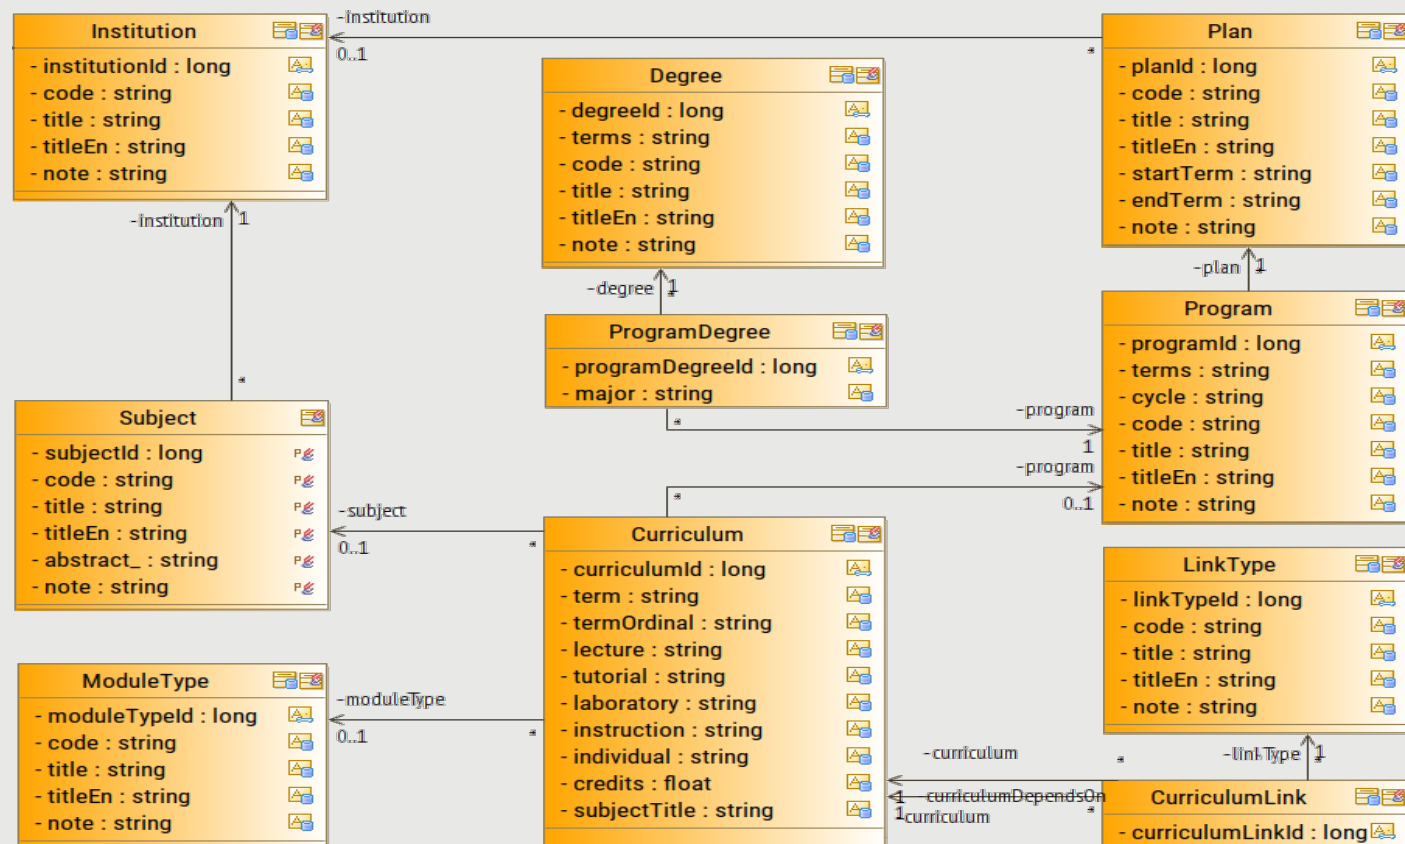 Institution
- institutionId : long
- code : string
- title : string
- titleEn : string
- note : string
-institution
0..1
*
Plan
- planId : long
- code : string
- title : string
- titleEn : string
- startTerm : string
- endTerm : string
- note : string
Degree
- degreeId : long
- terms : string
- code : string
- title : string
- titleEn : string
- note : string
-institution
1
*
-degree
1
*
-plan
1
*
ProgramDegree
- programDegreeId : long
- major : string
*
-program
1
Program
- programId : long
- terms : string
- cycle : string
- code : string
- title : string
- titleEn : string
- note : string
-program
0..1
*
Subject
- subjectId : long
- code : string
- title : string
- titleEn : string
- abstract_ : string
- note : string
-subject
0..1
*
Curriculum
- curriculumId : long
- term : string
- termOrdinal : string
- lecture : string
- tutorial : string
- laboratory : string
- instruction : string
- individual : string
- credits : float
- subjectTitle : string
LinkType
- linkTypeId : long
- code : string
- title : string
- titleEn : string
- note : string
ModuleType
- moduleTypeId : long
- code : string
- title : string
- titleEn : string
- note : string
-moduleType
0..1
*
-curriculum
*
-linkType
1
*
1
-curriculumDependsOn
*
1
curriculum
CurriculumLink
- curriculumLinkId : long